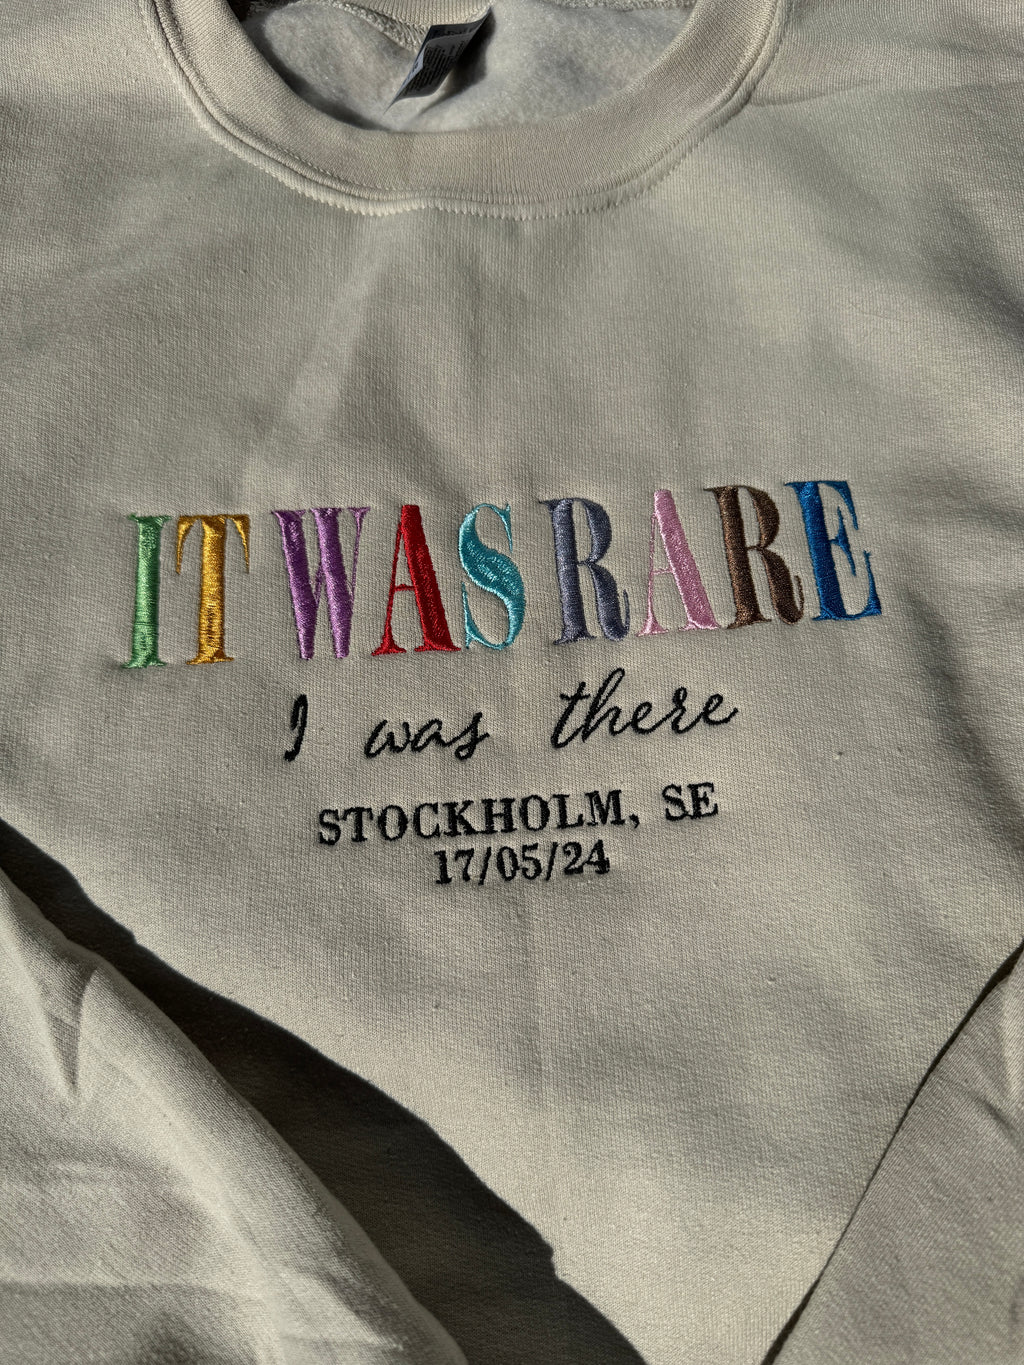 IT WAS RARE
I was there
STOCKHOLM, SE
17/05/24